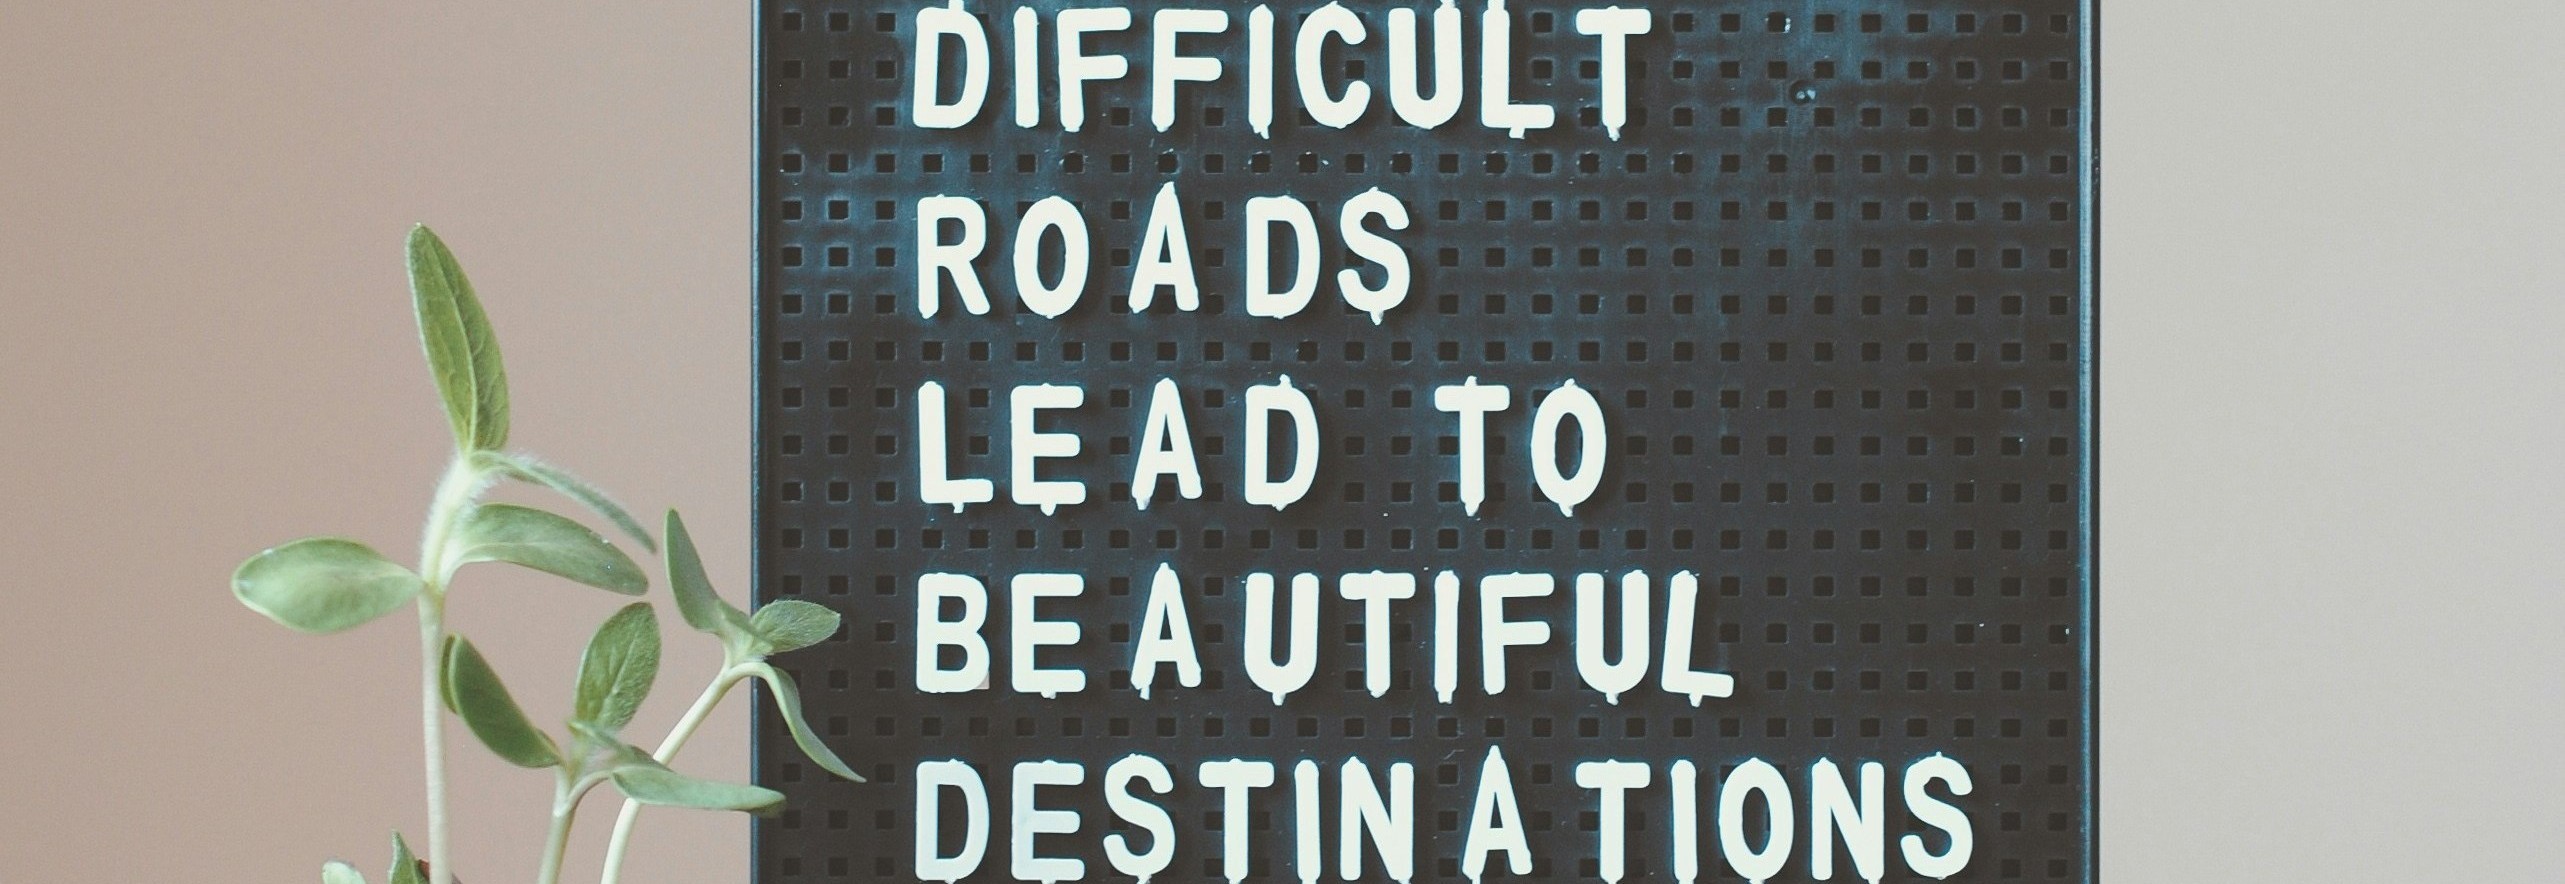 DIFFICULT
ROADS
LEAD TO
BEAUTIFUL
DESTINATIONS